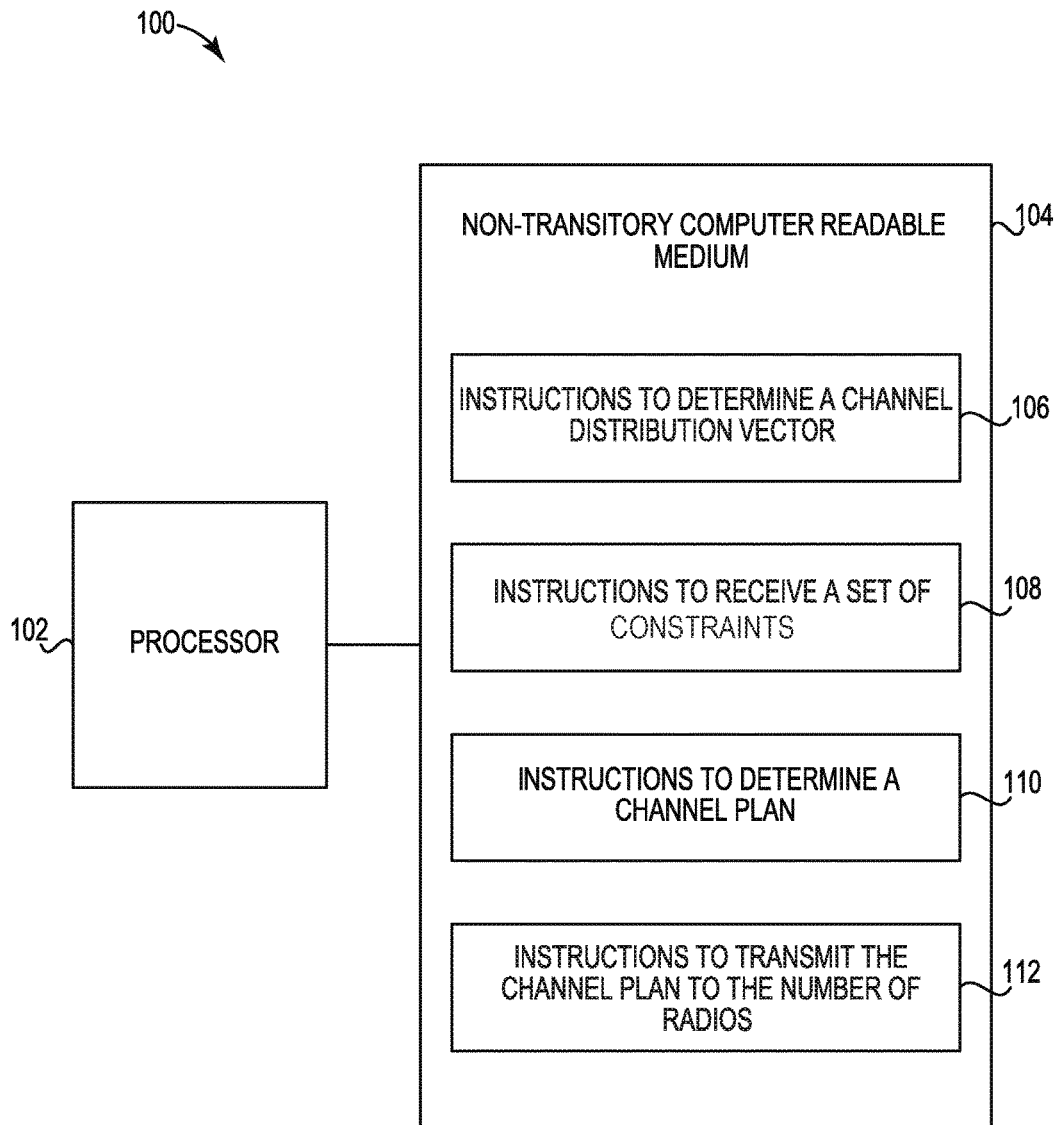 100
NON-TRANSITORY COMPUTER READABLE
MEDIUM
104
INSTRUCTIONS TO DETERMINE A CHANNEL
DISTRIBUTION VECTOR
106
INSTRUCTIONS TO RECEIVE A SET OF
CONSTRAINTS
108
102
PROCESSOR
INSTRUCTIONS TO DETERMINE A
CHANNEL PLAN
110
INSTRUCTIONS TO TRANSMIT THE
CHANNEL PLAN TO THE NUMBER OF
RADIOS
112